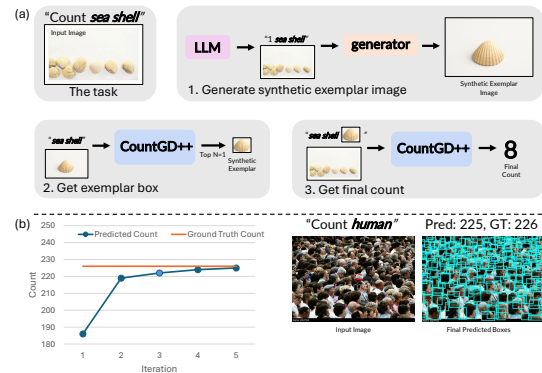 (a)
"Count sea shell"
Input Image
The task
LLM
"1 sea shell"
generator
Synthetic Exemplar
Image
1. Generate synthetic exemplar image
"sea shell"
CountGD++
Top N=1
Synthetic
Exemplar
2. Get exemplar box
"sea shell "
CountGD++
8
Final
Count
3. Get final count
(b)
250
240
230
220
210
200
190
180
Count
Predicted Count
Ground Truth Count
1 2 3 4 5
Iteration
"Count human"
Pred: 225, GT: 226
Input Image
Final Predicted Boxes